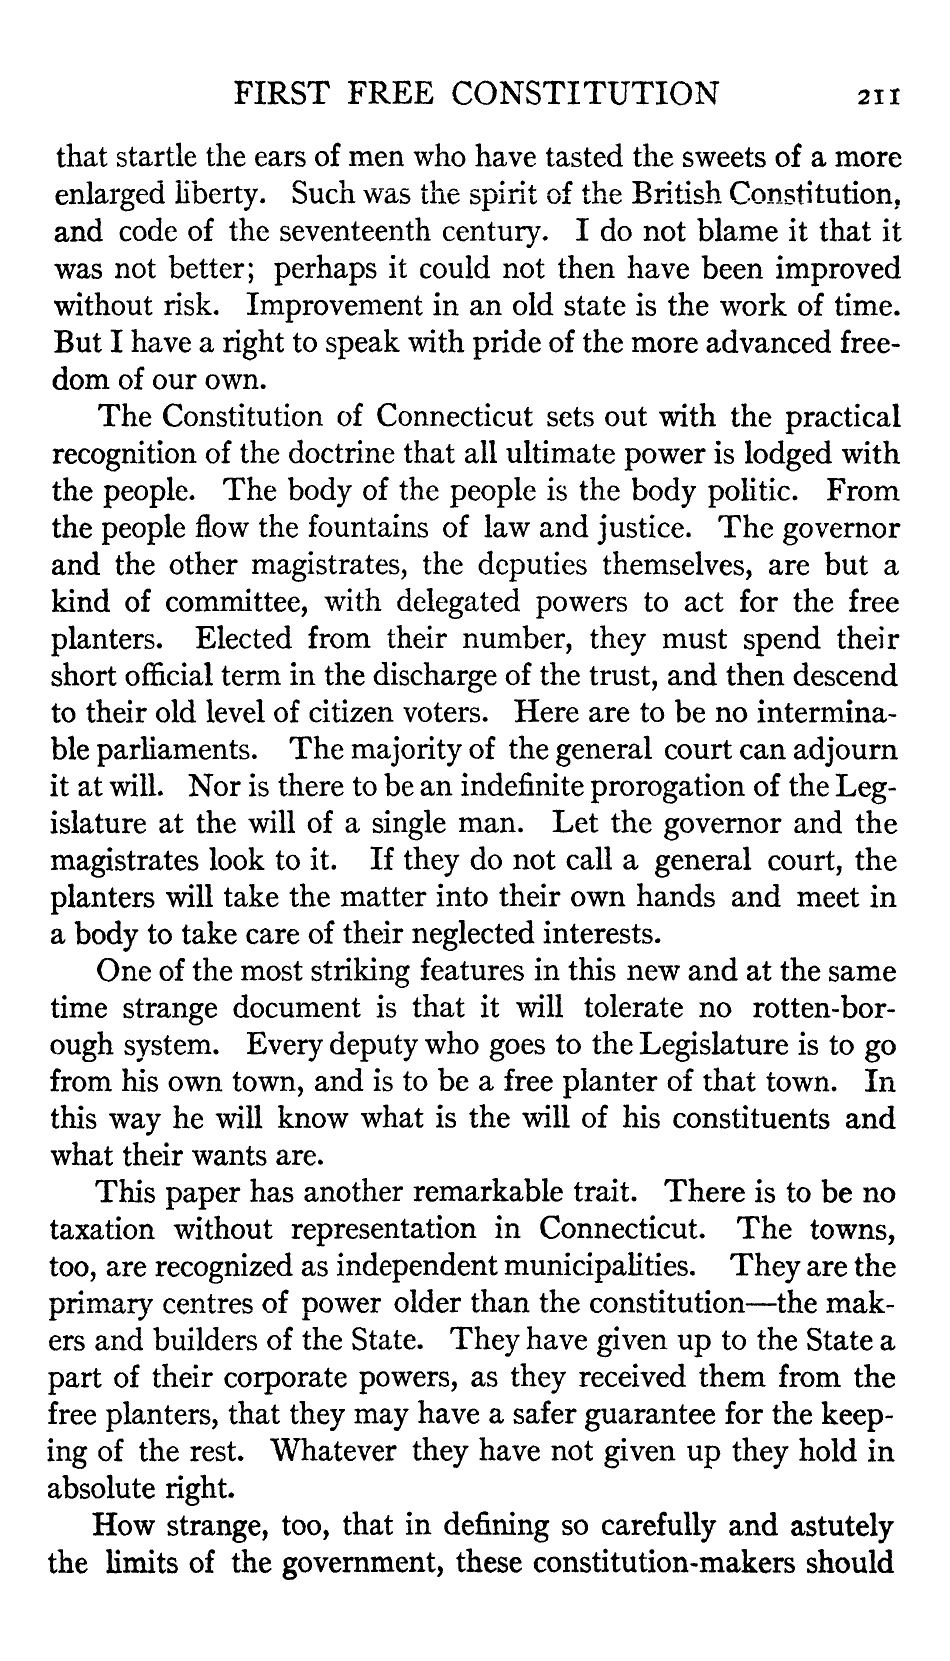 FIRST FREE CONSTITUTION 211
that startle the ears of men who have tasted the sweets of a more
enlarged liberty. Such was the spirit of the British Constitution,
and code of the seventeenth century. I do not blame it that it
was not better; perhaps it could not then have been improved
without risk. Improvement in an old state is the work of time.
But I have a right to speak with pride of the more advanced free-
dom of our own.
The Constitution of Connecticut sets out with the practical
recognition of the doctrine that all ultimate power is lodged with
the people. The body of the people is the body politic. From
the people flow the fountains of law and justice. The governor
and the other magistrates, the deputies themselves, are but a
kind of committee, with delegated powers to act for the free
planters. Elected from their number, they must spend their
short official term in the discharge of the trust, and then descend
to their old level of citizen voters. Here are to be no intermina-
ble parliaments. The majority of the general court can adjourn
it at will. Nor is there to be an indefinite prorogation of the Leg-
islature at the will of a single man. Let the governor and the
magistrates look to it. If they do not call a general court, the
planters will take the matter into their own hands and meet in
a body to take care of their neglected interests.
One of the most striking features in this new and at the same
time strange document is that it will tolerate no rotten-bor-
ough system. Every deputy who goes to the Legislature is to go
from his own town, and is to be a free planter of that town. In
this way he will know what is the will of his constituents and
what their wants are.
This paper has another remarkable trait. There is to be no
taxation without representation in Connecticut. The towns,
too, are recognized as independent municipalities. They are the
primary centres of power older than the constitution—the mak-
ers and builders of the State. They have given up to the State a
part of their corporate powers, as they received them from the
free planters, that they may have a safer guarantee for the keep-
ing of the rest. Whatever they have not given up they hold in
absolute right.
How strange, too, that in defining so carefully and astutely
the limits of the government, these constitution-makers should